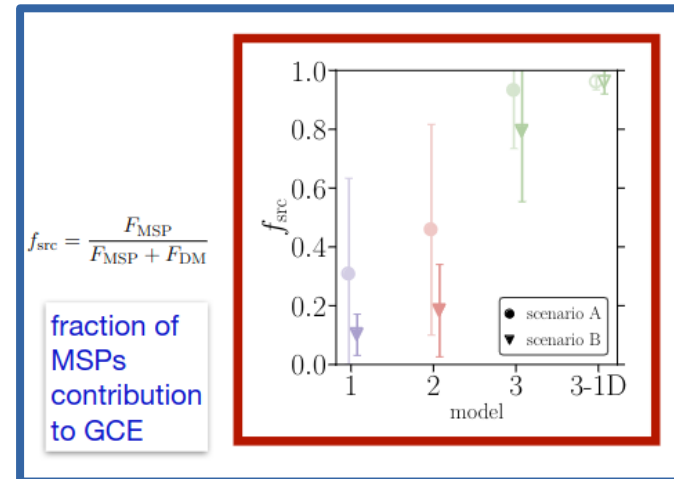 f_src = F_MSP / (F_MSP + F_DM)
fraction of
MSPs
contribution
to GCE
1.0
0.8
0.6
0.4
0.2
0.0
f_src
scenario A
scenario B
1 2 3 3-1D
model